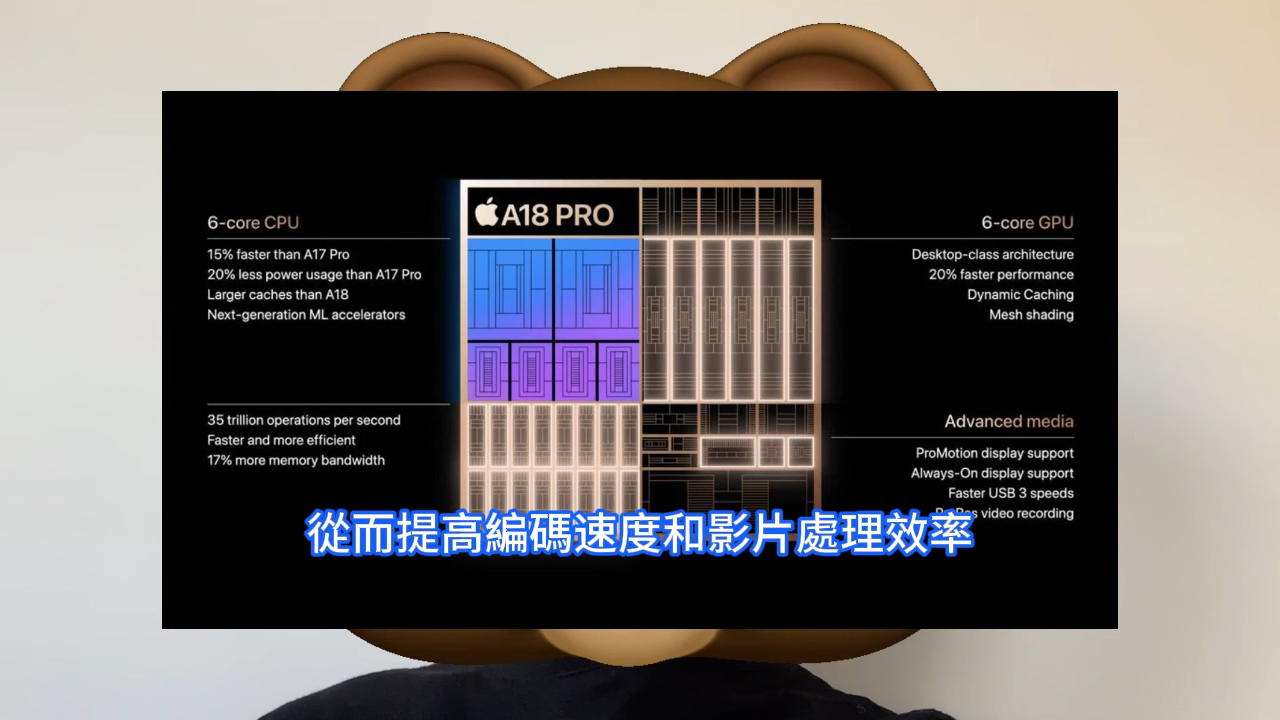 A18 PRO
6-core CPU
15% faster than A17 Pro
20% less power usage than A17 Pro
Larger caches than A18
Next-generation ML accelerators
35 trillion operations per second
Faster and more efficient
17% more memory bandwidth
6-core GPU
Desktop-class architecture
20% faster performance
Dynamic Caching
Mesh shading
Advanced media
ProMotion display support
Always-On display support
Faster USB 3 speeds
video recording
從而提高編碼速度和影片處理效率